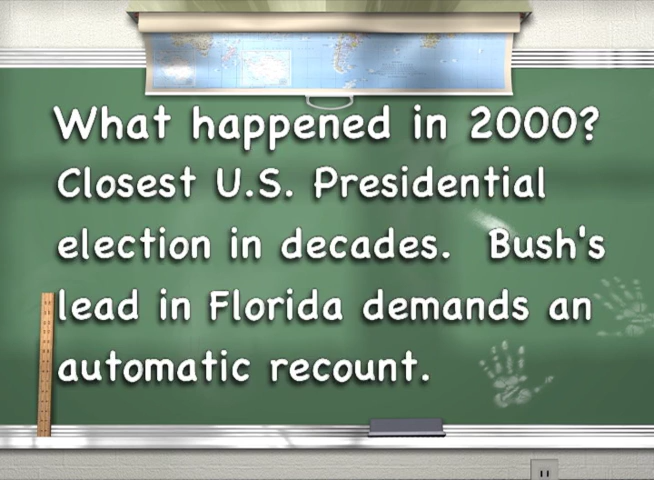 What happened in 2000?
Closest U.S. Presidential
election in decades.  Bush's
lead in Florida demands an
automatic recount.